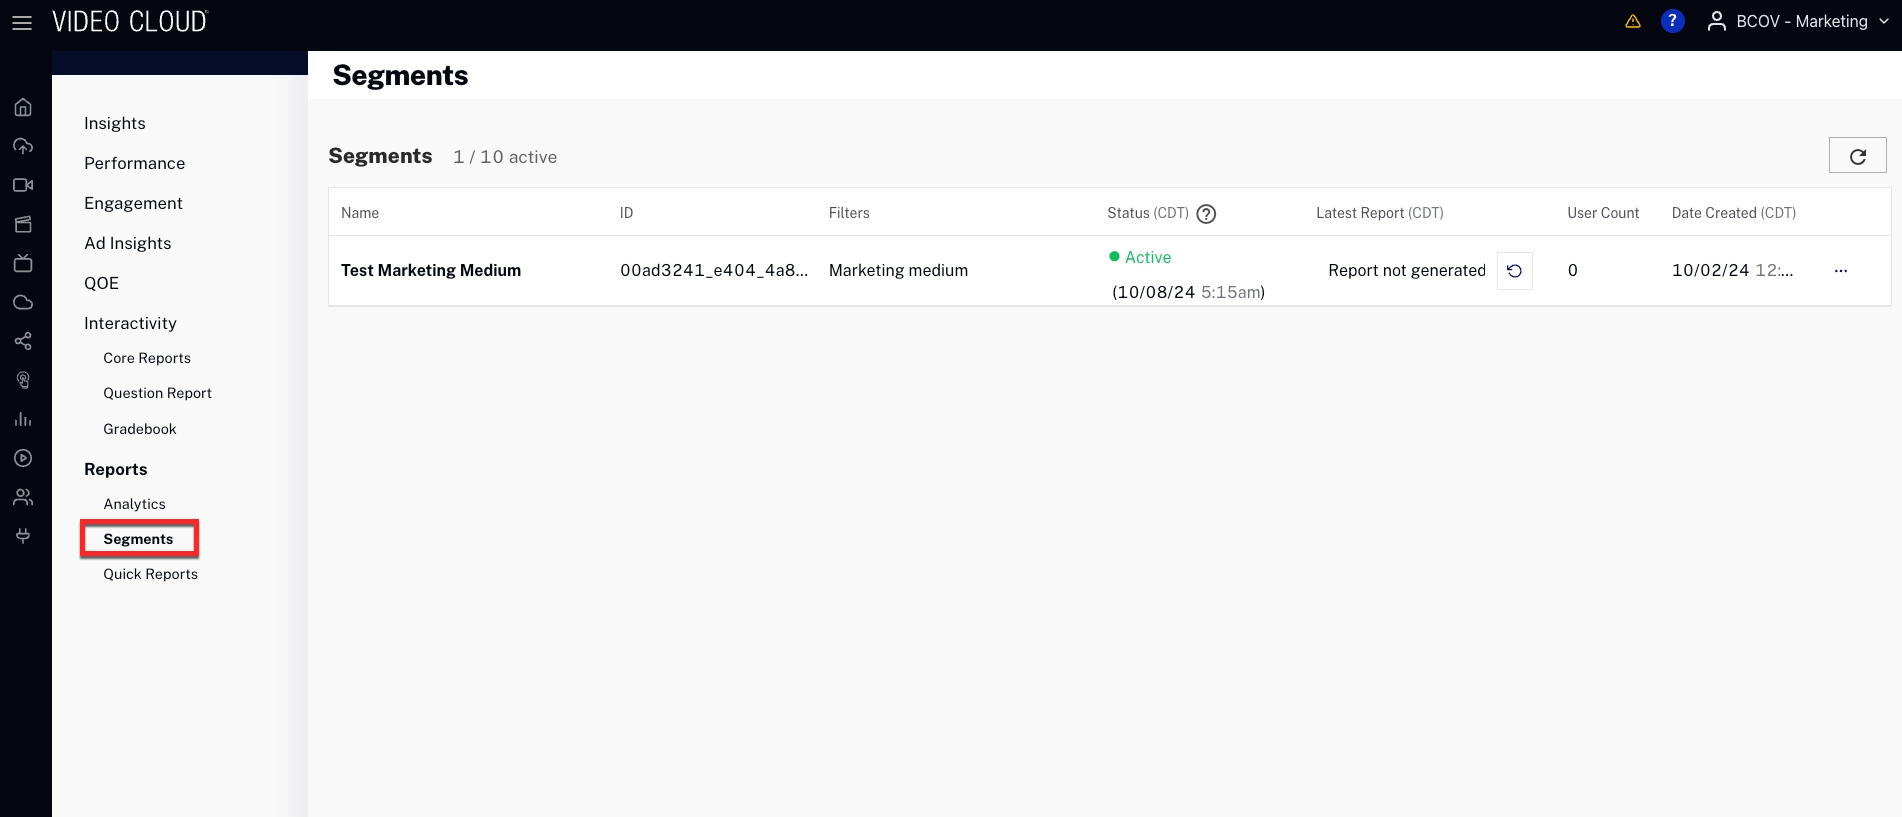 VIDEO CLOUD
?
BCOV - Marketing
Segments
Insights
Performance
Engagement
Ad Insights
QOE
Interactivity
Core Reports
Question Report
Gradebook
Reports
Analytics
Segments
Quick Reports
Segments 1 / 10 active
Name ID Filters Status (CDT) ? Latest Report (CDT) User Count Date Created (CDT)
Test Marketing Medium 00ad3241_e404_4a8... Marketing medium Active Report not generated 0 10/02/24 12:... ...
(10/08/24 5:15am)